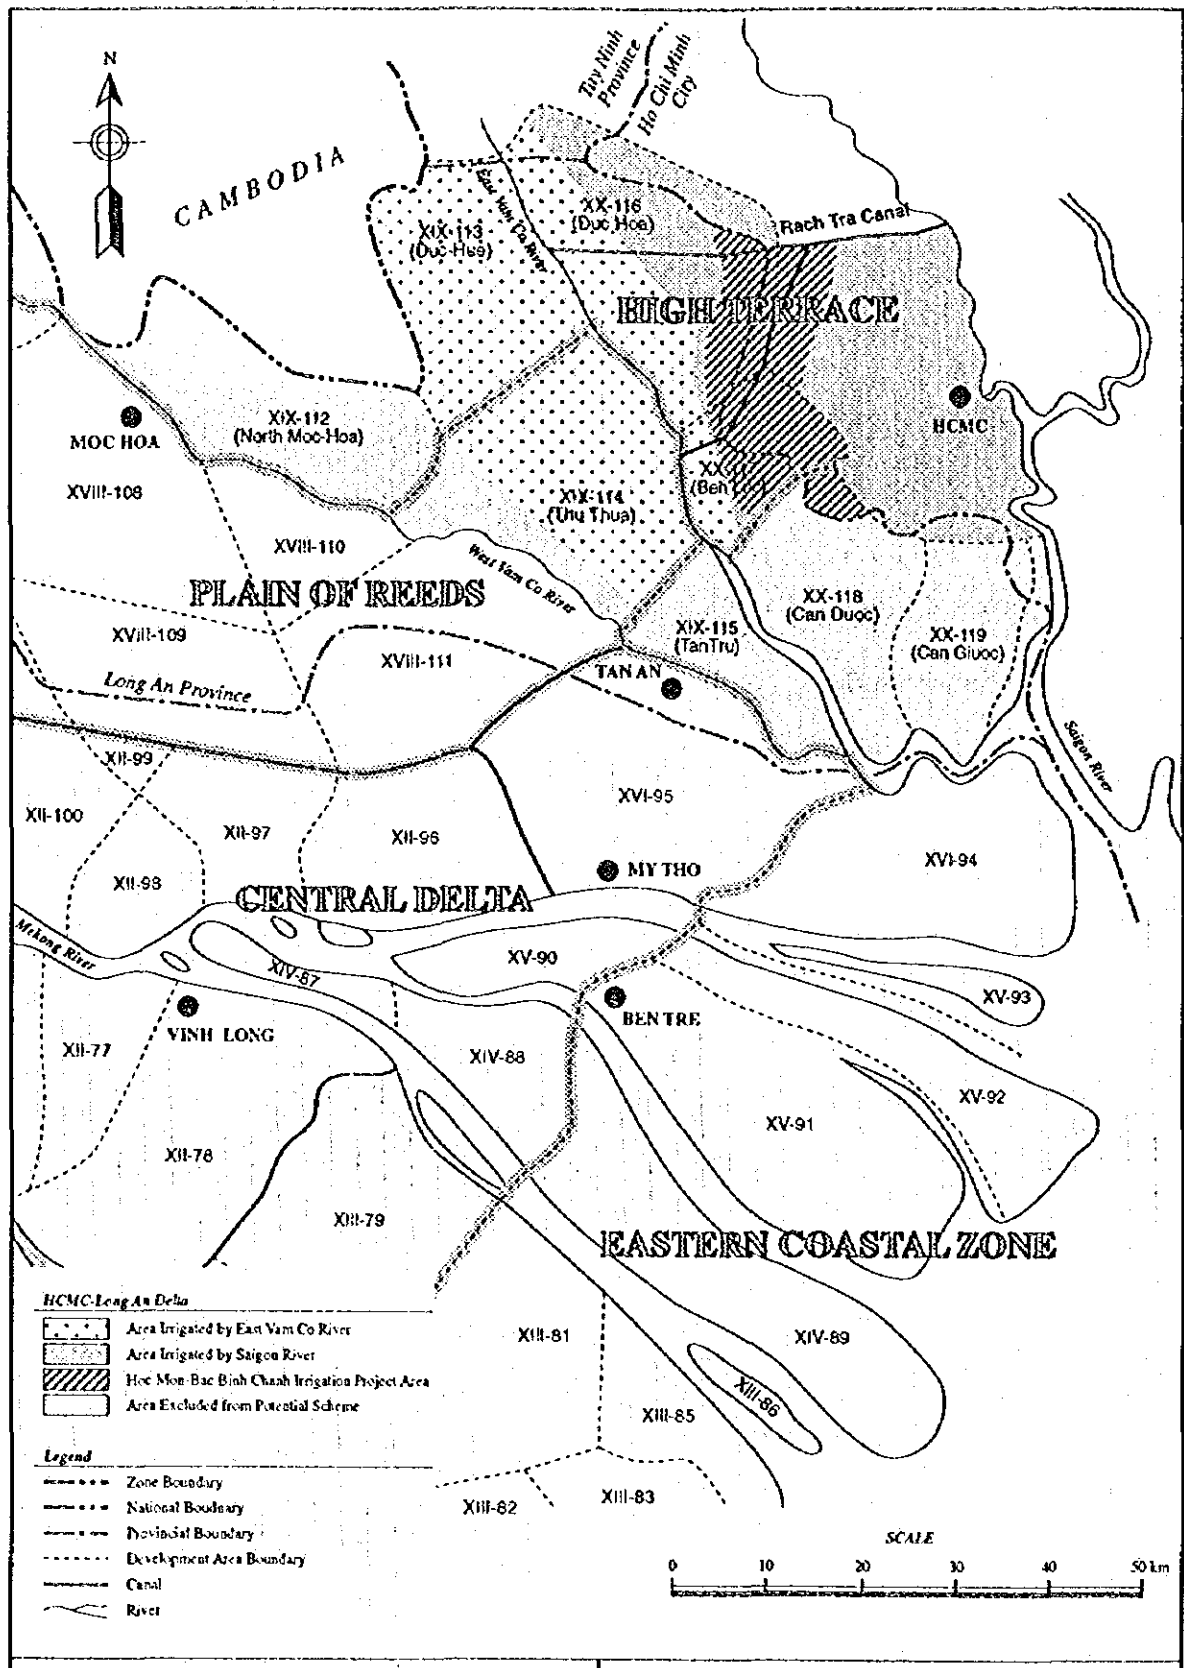 N
CAMBODIA
Tay Ninh
Province
Ho Chi Minh
City
East Vam Co River
XIX-113
(Duc Hue)
XX-116
(Duc Hoa)
Rach Tra Canal
HIGH TERRACE
HCMC
XIX-112
(North Moc-Hoa)
MOC HOA
XVIII-108
XIX-114
(Thu Thua)
XVIII-110
West Vam Co River
PLAIN OF REEDS
XX-118
(Can Duoc)
XVIII-109
XVIII-111
XIX-115
(TanTru)
XX-119
(Can Giuoc)
TAN AN
Long An Province
Saigon River
XII-99
XII-100
XII-97
XII-96
XVI-95
XVI-94
XII-98
MY THO
CENTRAL DELTA
Mekong River
XIV-87
XV-90
XV-93
VINH LONG
BEN TRE
XII-77
XIV-88
XV-92
XV-91
XII-78
XIII-79
EASTERN COASTAL ZONE
HCMC-Long An Delta
Area Irrigated by East Vam Co River
Area Irrigated by Saigon River
Hoc Mon-Bac Binh Chanh Irrigation Project Area
Area Excluded from Potential Scheme
XIII-81
XIV-89
XIII-86
XIII-85
Legend
Zone Boundary
National Boudnary
Provincial Boundary
Development Area Boundary
Canal
River
XIII-82
XIII-83
SCALE
0 10 20 30 40 50 km